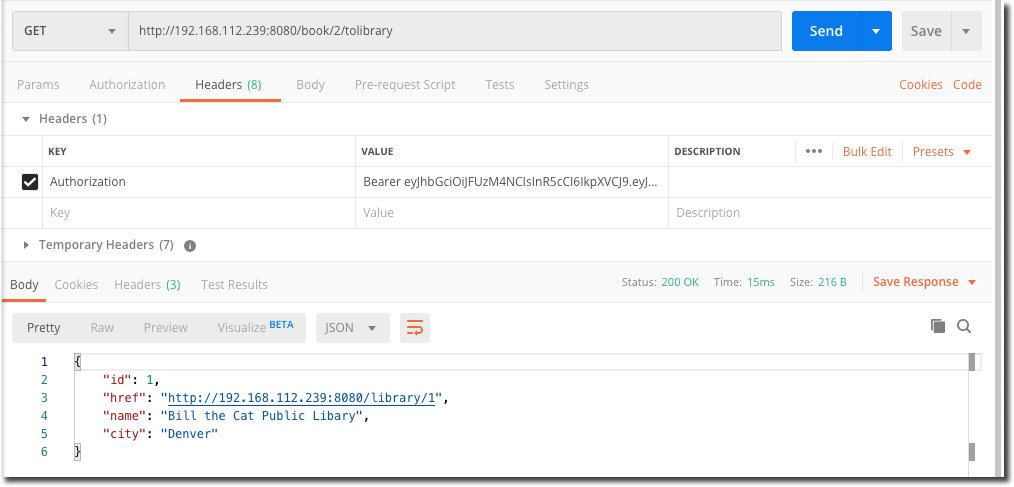 GET http://192.168.112.239:8080/book/2/tolibrary Send Save
Params Authorization Headers (8) Body Pre-request Script Tests Settings Cookies Code
Headers (1)
KEY VALUE DESCRIPTION ••• Bulk Edit Presets
Authorization Bearer eyJhbGciOiJFUzM4NCIsInR5cCI6IkpXVCJ9.eyJ...
Key Value Description
Temporary Headers (7) i
Body Cookies Headers (3) Test Results Status: 200 OK Time: 15ms Size: 216 B Save Response
Pretty Raw Preview Visualize BETA JSON
1 {
2 "id": 1,
3 "href": "http://192.168.112.239:8080/library/1",
4 "name": "Bill the Cat Public Libary",
5 "city": "Denver"
6 }